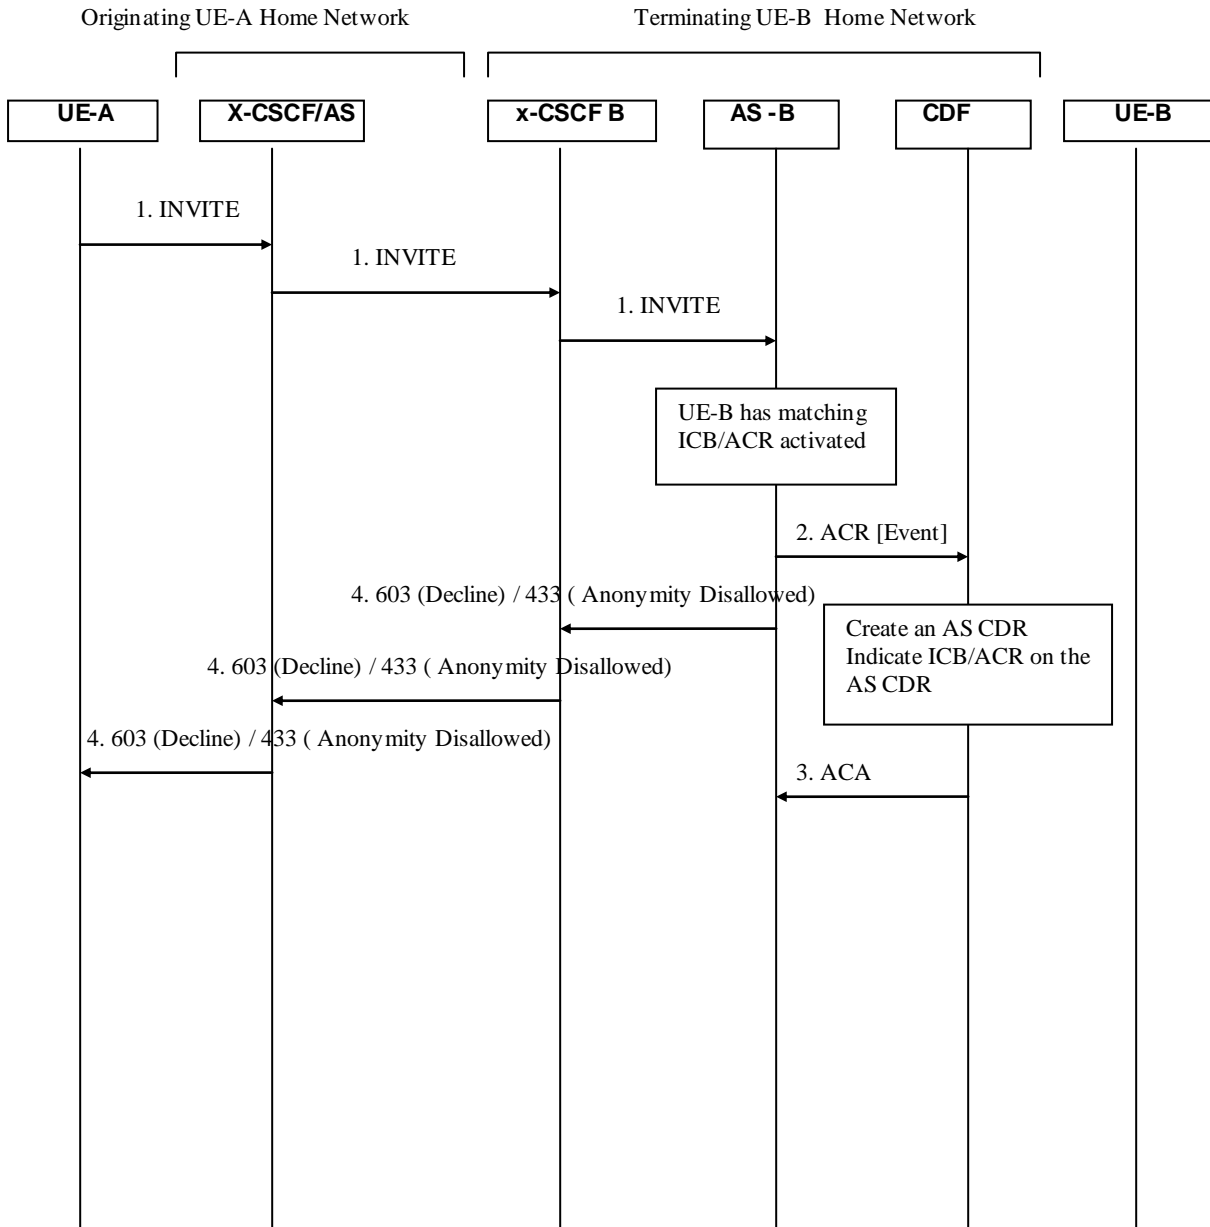 Originating UE-A Home Network
Terminating UE-B Home Network
UE-A
X-CSCF/AS
x-CSCF B
AS -B
CDF
UE-B
1. INVITE
1. INVITE
1. INVITE
UE-B has matching
ICB/ACR activated
2. ACR [Event]
4. 603 (Decline) / 433 ( Anonymity Disallowed)
Create an AS CDR
Indicate ICB/ACR on the
AS CDR
4. 603 (Decline) / 433 ( Anonymity Disallowed)
4. 603 (Decline) / 433 ( Anonymity Disallowed)
3. ACA